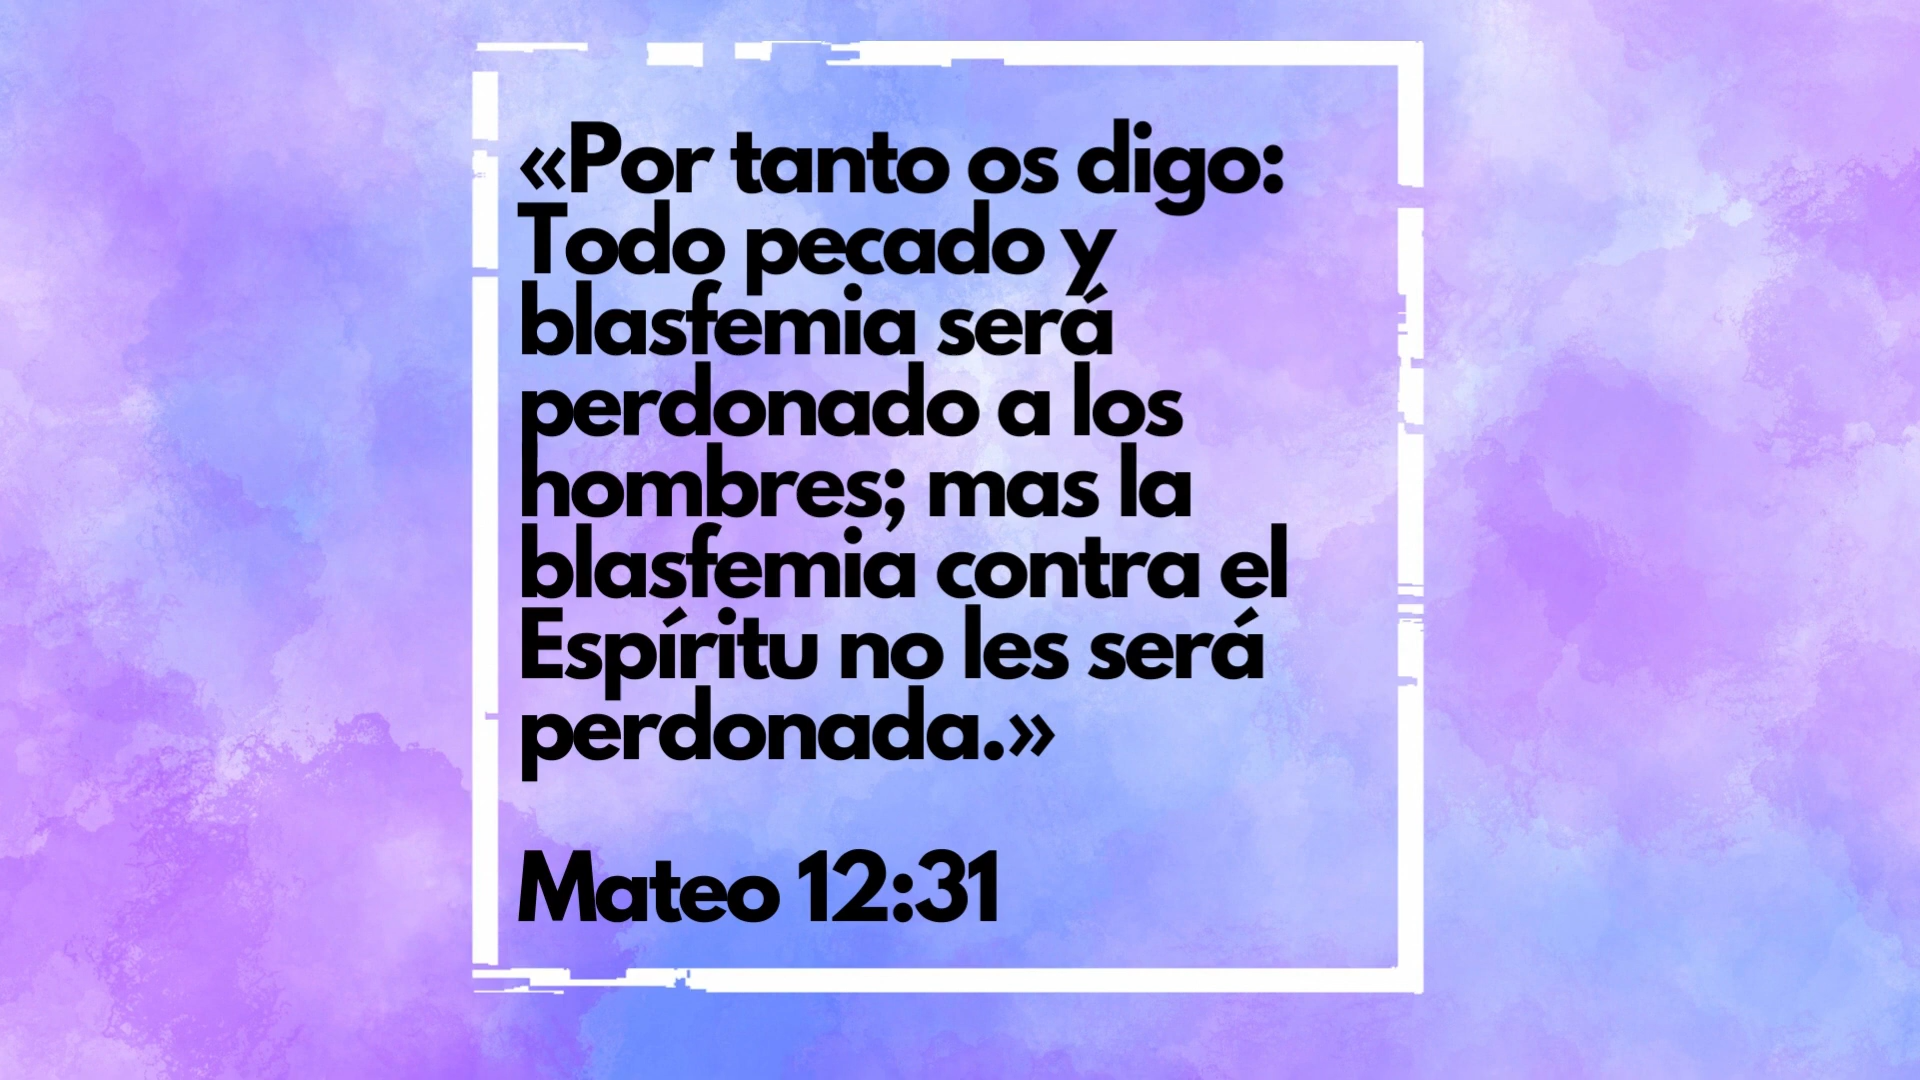 «Por tanto os digo:
Todo pecado y
blasfemia será
perdonado a los
hombres; mas la
blasfemia contra el
Espíritu no les será
perdonada.»
Mateo 12:31